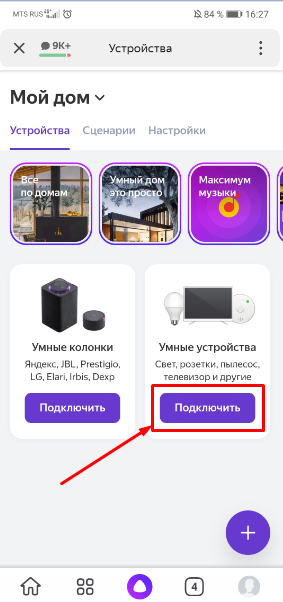 MTS RUS
84 %
16:27
9K+
Устройства
Мой дом
Устройства Сценарии Настройки
Все
по домам
Умный дом
это просто
Максимум
музыки
Умные колонки
Яндекс, JBL, Prestigio,
LG, Elari, Irbis, Dexp
Подключить
Умные устройства
Свет, розетки, пылесос,
телевизор и другие
Подключить
4